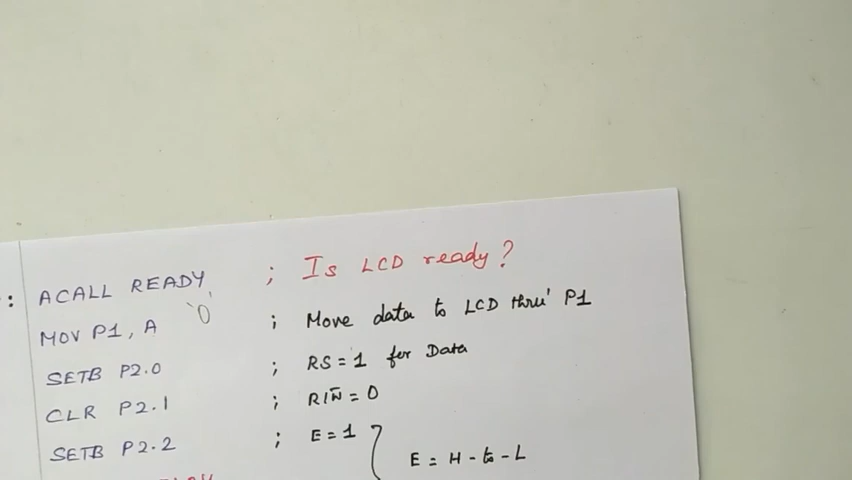 : ACALL READY ; Is LCD ready?
MOV P1, A '0' ; Move data to LCD thru' P1
SETB P2.0 ; RS = 1 for Data
CLR P2.1 ; R/W̅ = 0
SETB P2.2 ; E = 1
E = H - to - L